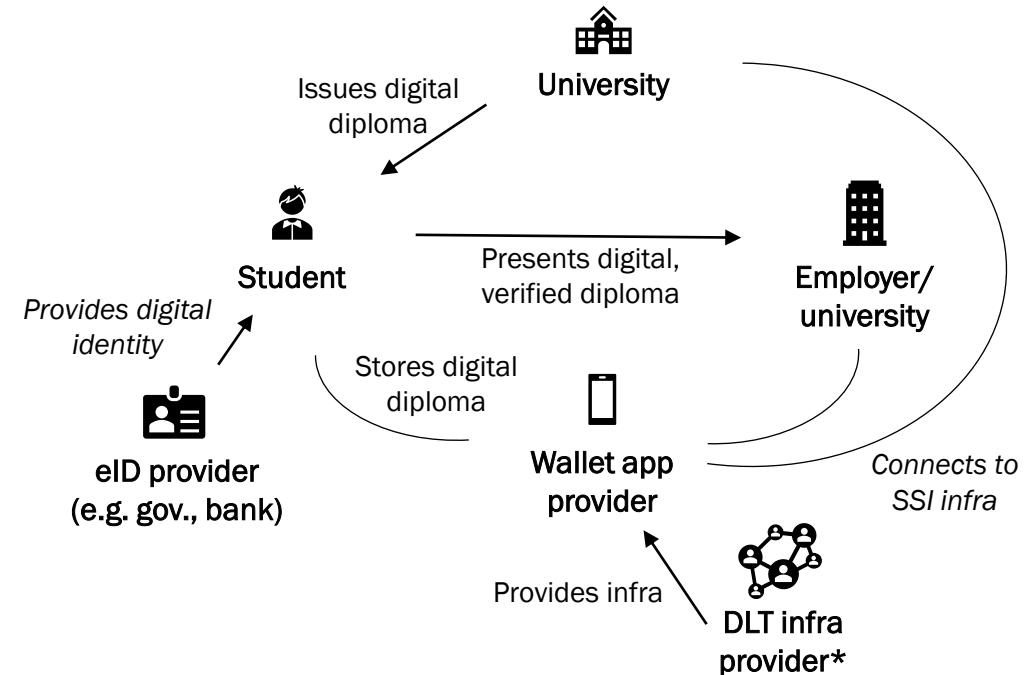 University
Issues digital
diploma
Student
Presents digital,
verified diploma
Employer/
university
Provides digital
identity
Stores digital
diploma
eID provider
(e.g. gov., bank)
Wallet app
provider
Connects to
SSI infra
Provides infra
DLT infra
provider*